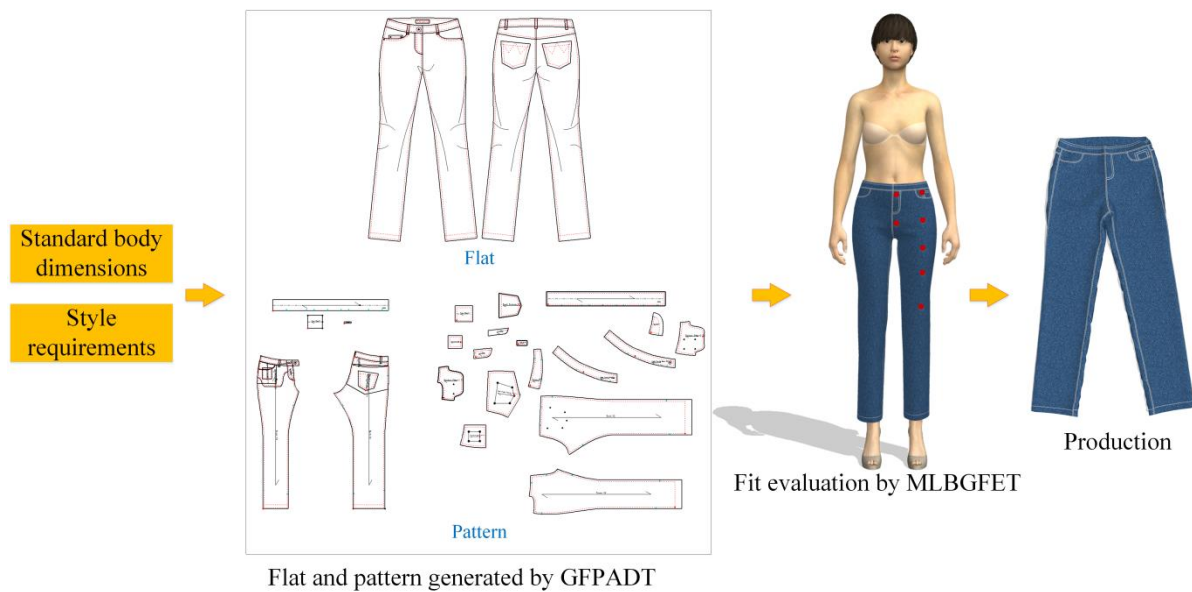 Standard body
dimensions
Style
requirements
Flat
Pattern
Flat and pattern generated by GFPADT
Fit evaluation by MLBGFET
Production